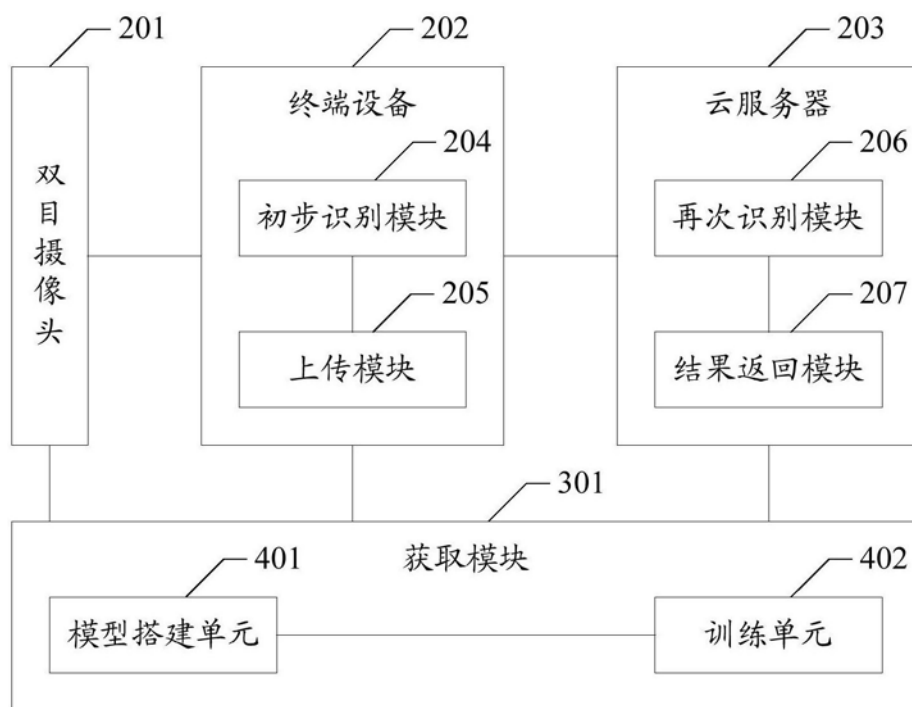 201
202
203
双目摄像头
终端设备
云服务器
204
206
初步识别模块
再次识别模块
205
207
上传模块
结果返回模块
301
获取模块
401
402
模型搭建单元
训练单元